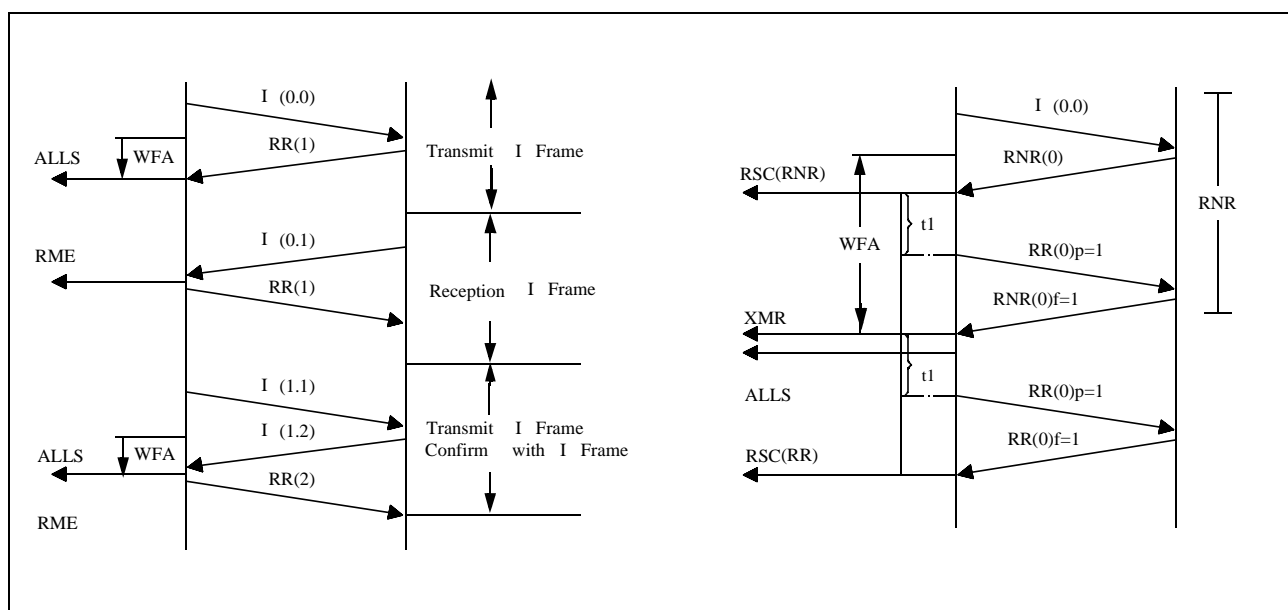 I (0.0)
RR(1)
WFA
ALLS
Transmit I Frame
I (0.1)
RME
RR(1)
Reception I Frame
I (1.1)
I (1.2)
WFA
ALLS
Transmit I Frame
Confirm with I Frame
RR(2)
RME
I (0.0)
RNR(0)
RSC(RNR)
RNR
t1
WFA
RR(0)p=1
RNR(0)f=1
XMR
t1
ALLS
RR(0)p=1
RR(0)f=1
RSC(RR)